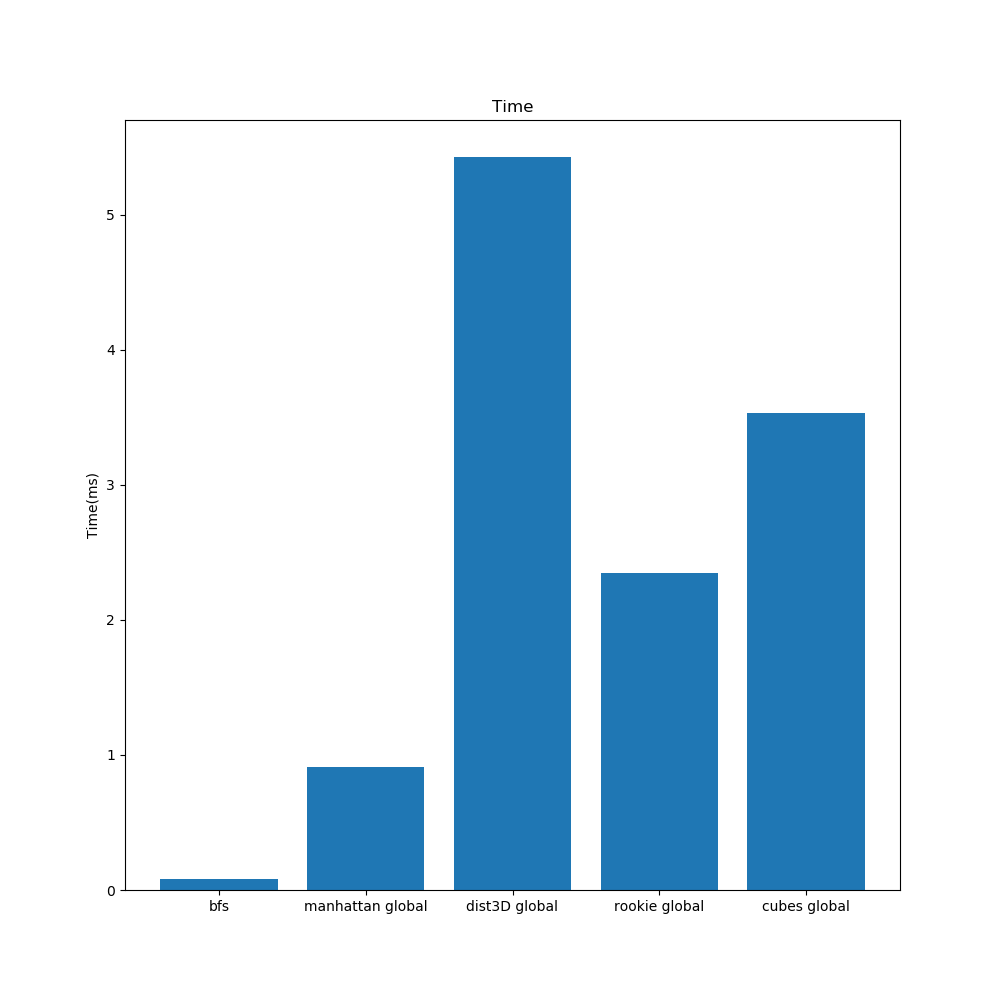 Time
Time(ms)
5
4
3
2
1
0
bfs
manhattan global
dist3D global
rookie global
cubes global